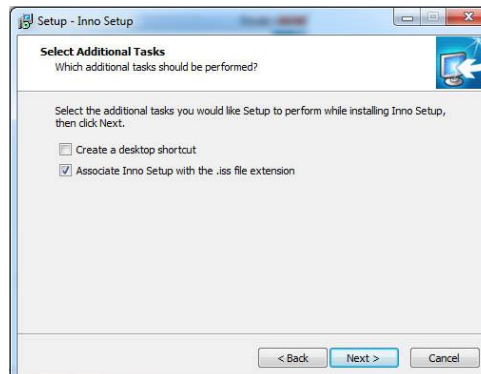 Setup - Inno Setup
Select Additional Tasks
Which additional tasks should be performed?
Select the additional tasks you would like Setup to perform while installing Inno Setup,
then click Next.
Create a desktop shortcut
Associate Inno Setup with the .iss file extension
< Back Next > Cancel